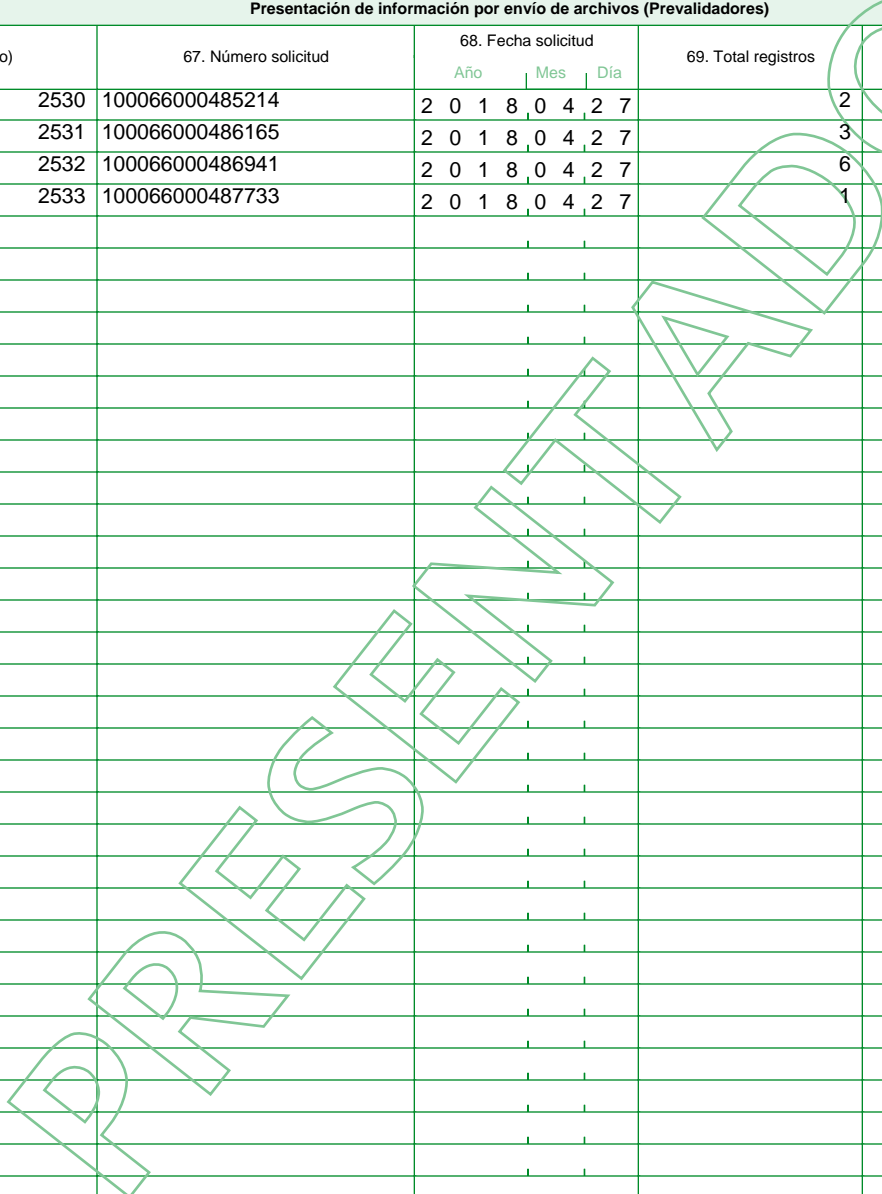 Presentación de información por envío de archivos (Prevalidadores)
o) 67. Número solicitud 68. Fecha solicitud 69. Total registros
Año Mes Día
2530 100066000485214 2 0 1 8 0 4 2 7 2
2531 100066000486165 2 0 1 8 0 4 2 7 3
2532 100066000486941 2 0 1 8 0 4 2 7 6
2533 100066000487733 2 0 1 8 0 4 2 7 1
PRESENTADO